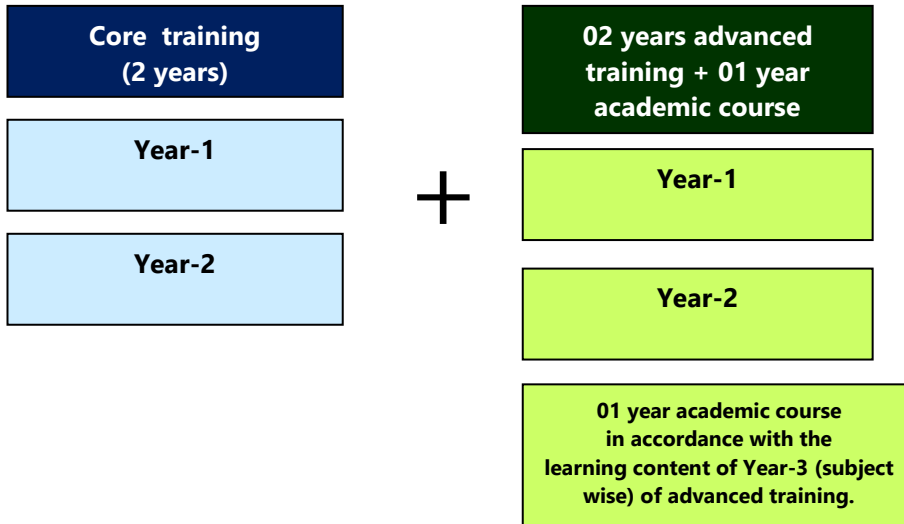 Core training
(2 years)
Year-1
Year-2
+
02 years advanced
training + 01 year
academic course
Year-1
Year-2
01 year academic course
in accordance with the
learning content of Year-3 (subject
wise) of advanced training.